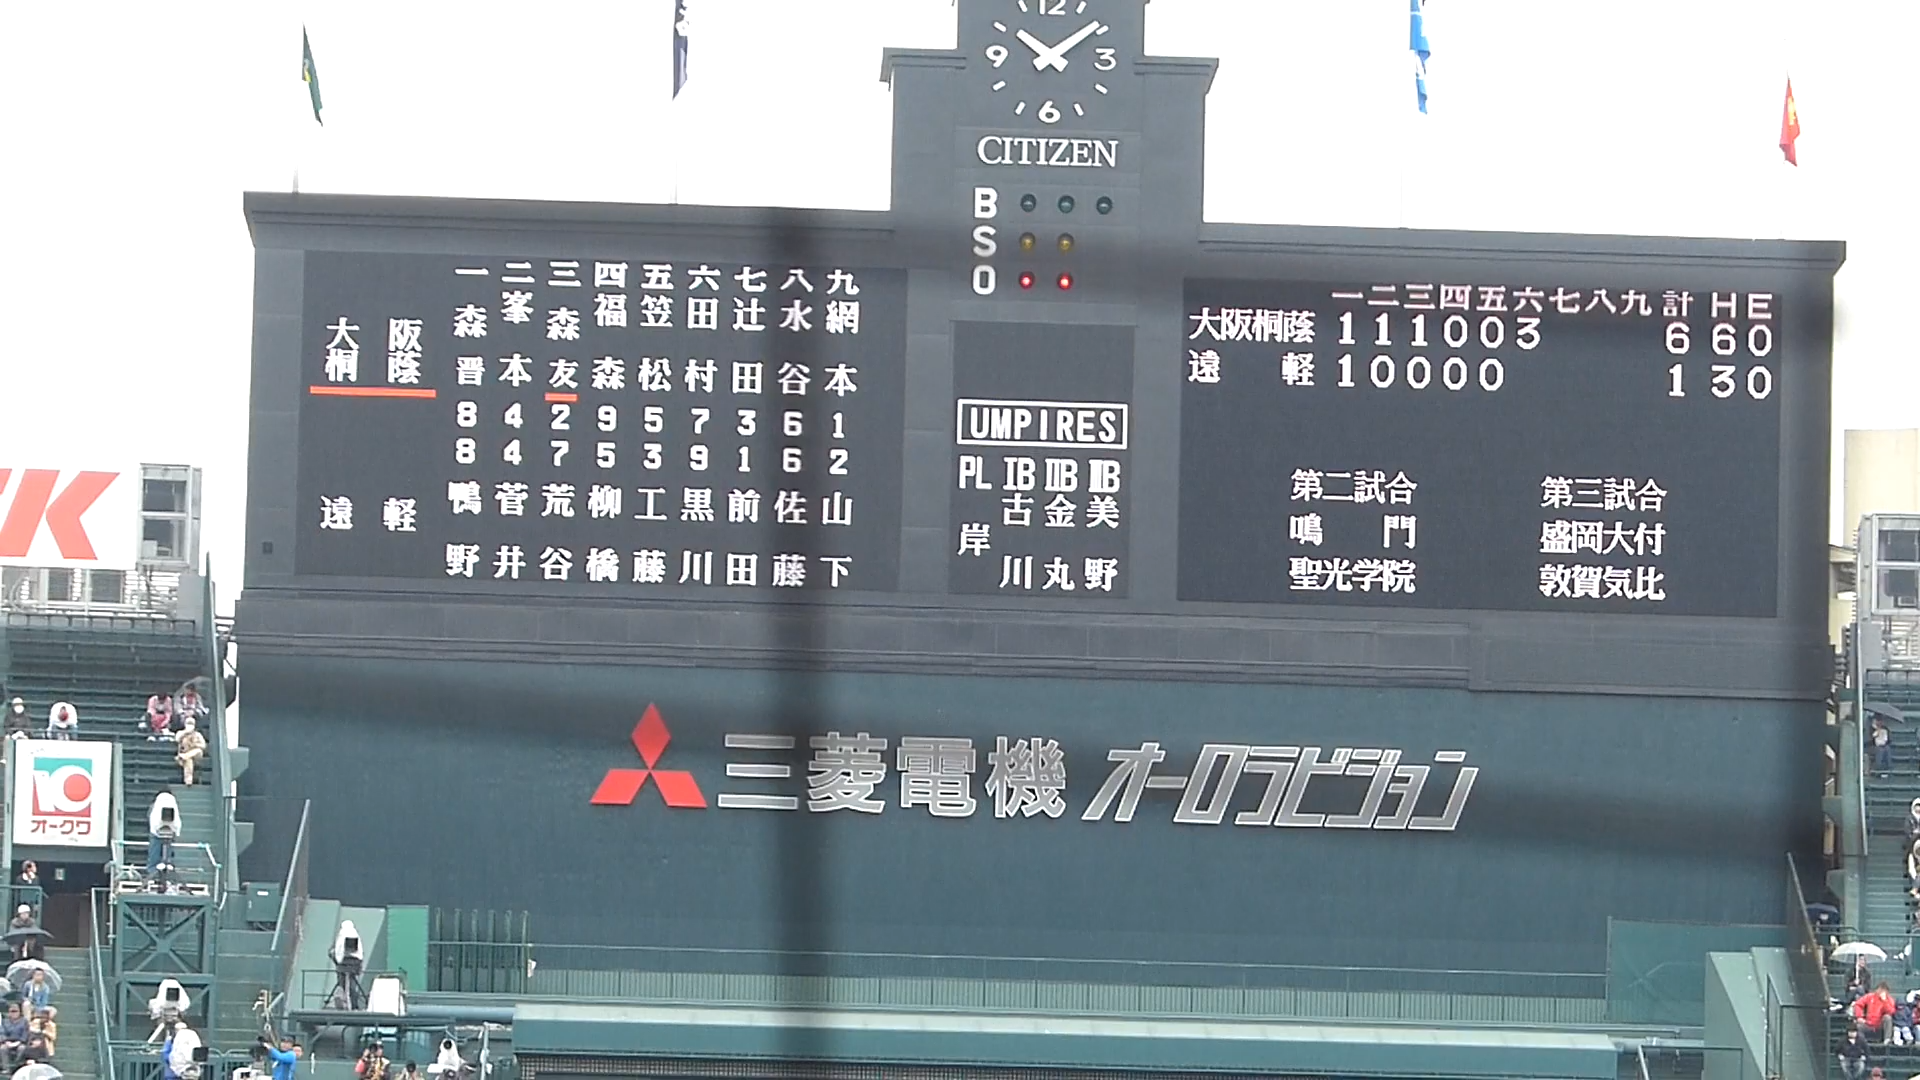 12
9 3
6
CITIZEN
B
S
O
一 二 三 四 五 六 七 八 九
大阪桐蔭
森晋 峯本 森友 福森 笠松 田村 辻田 水谷 網本
8 4 2 9 5 7 3 6 1
8 4 7 5 3 9 1 6 2
遠軽
鴨野 菅井 荒谷 柳橋 工藤 黒川 前田 佐藤 山下
UMPIRES
PL ⅠB ⅡB ⅢB
岸 古川 金丸 美野
一二三四五六七八九 計 H E
大阪桐蔭 1 1 1 0 0 3 6 6 0
遠軽 1 0 0 0 0 1 3 0
第二試合
鳴門
聖光学院
第三試合
盛岡大付
敦賀気比
K
三菱電機 オーロラビジョン
オークワ